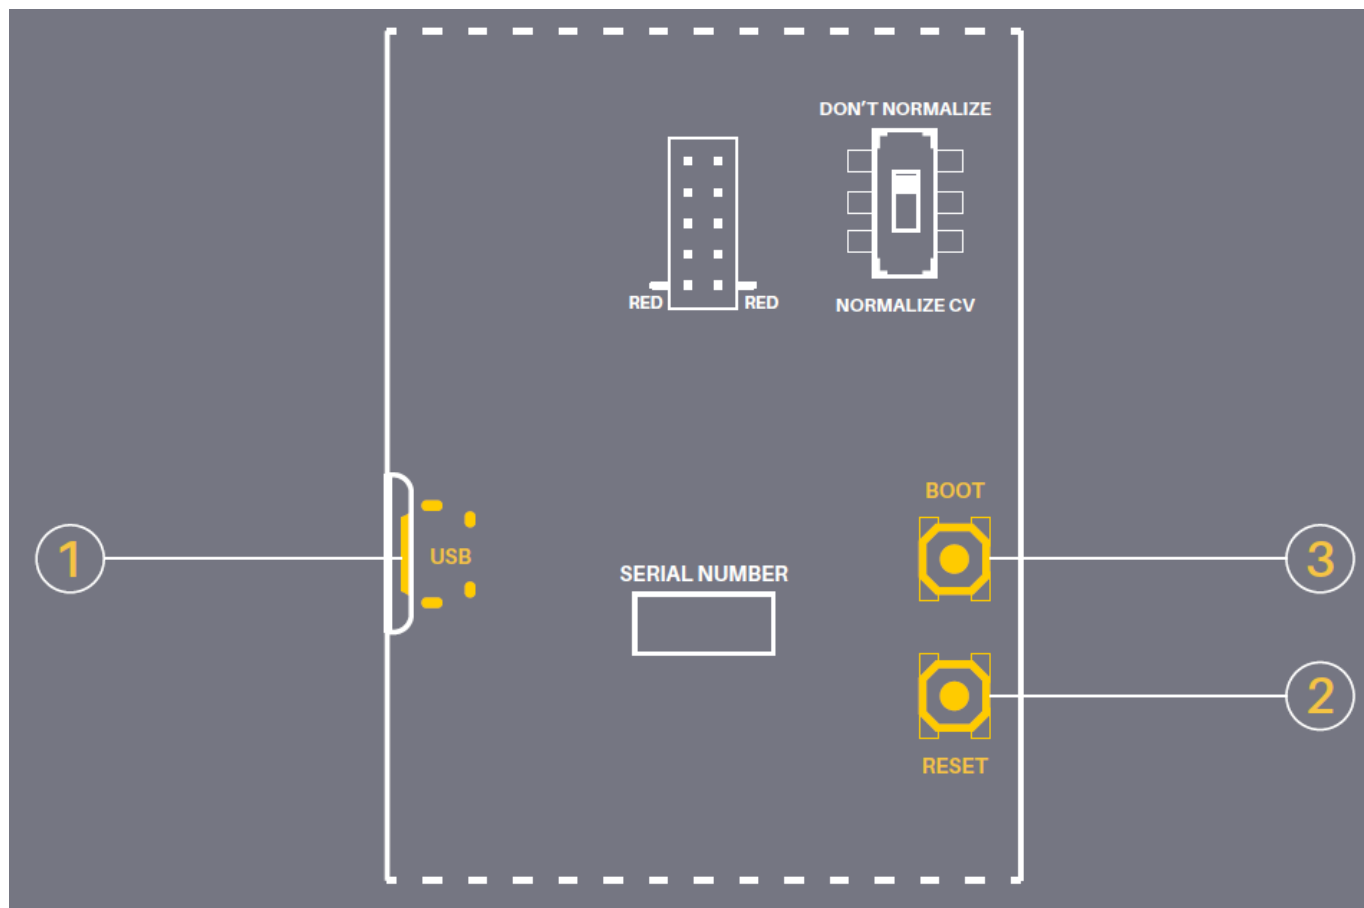 DON'T NORMALIZE
RED RED
NORMALIZE CV
BOOT
1
USB
3
SERIAL NUMBER
2
RESET